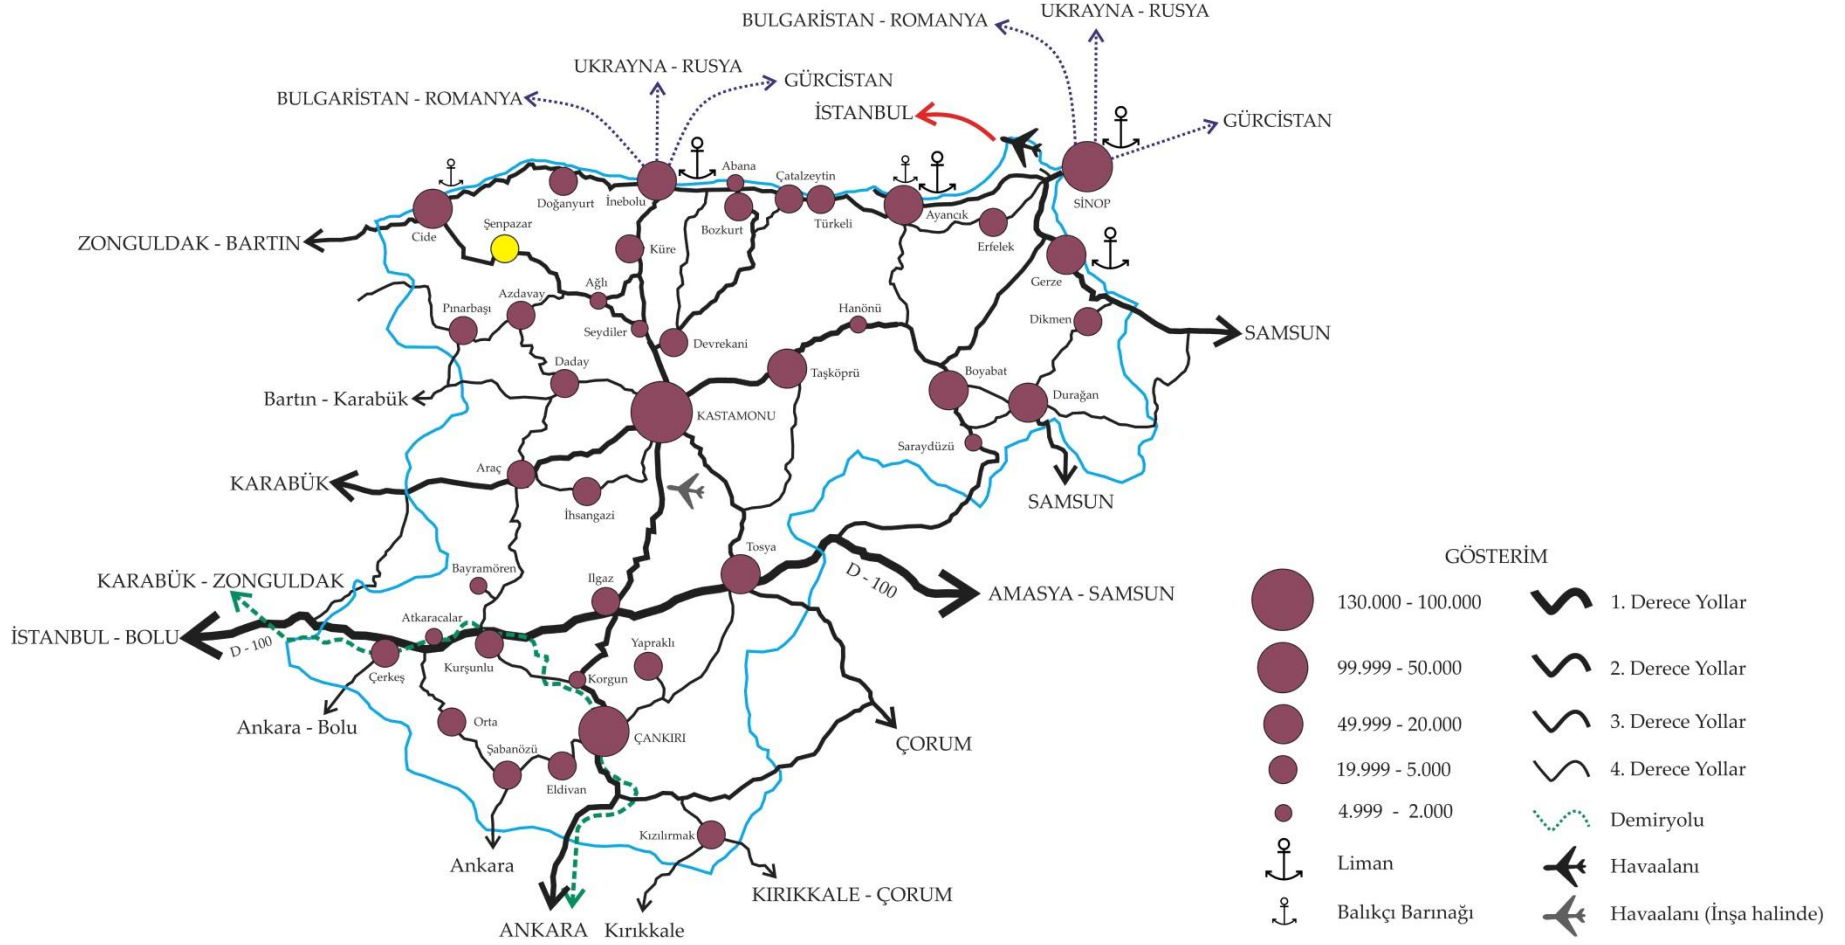 UKRAYNA - RUSYA
BULGARİSTAN - ROMANYA
UKRAYNA - RUSYA
GÜRCİSTAN
BULGARİSTAN - ROMANYA
İSTANBUL
GÜRCİSTAN
Abana
Çatalzeytin
Doğanyurt
İnebolu
Bozkurt
Türkeli
Ayancık
SİNOP
Cide
Şenpazar
Erfelek
ZONGULDAK - BARTIN
Küre
Gerze
Ağlı
Azdavay
Pınarbaşı
Hanönü
Seydiler
Dikmen
SAMSUN
Devrekani
Daday
Taşköprü
Boyabat
Bartın - Karabük
Durağan
KASTAMONU
Saraydüzü
Araç
KARABÜK
SAMSUN
İhsangazi
Tosya
Bayramören
Ilgaz
D - 100
KARABÜK - ZONGULDAK
AMASYA - SAMSUN
Atkaracalar
İSTANBUL - BOLU
D - 100
Yapraklı
Kurşunlu
Çerkeş
Korgun
Ankara - Bolu
Orta
ÇANKIRI
ÇORUM
Şabanözü
Eldivan
Kızılırmak
Ankara
KIRIKKALE - ÇORUM
ANKARA
Kırıkkale
GÖSTERİM
130.000 - 100.000
1. Derece Yollar
99.999 - 50.000
2. Derece Yollar
49.999 - 20.000
3. Derece Yollar
19.999 - 5.000
4. Derece Yollar
4.999 - 2.000
Demiryolu
Liman
Havaalanı
Balıkçı Barınağı
Havaalanı (İnşa halinde)